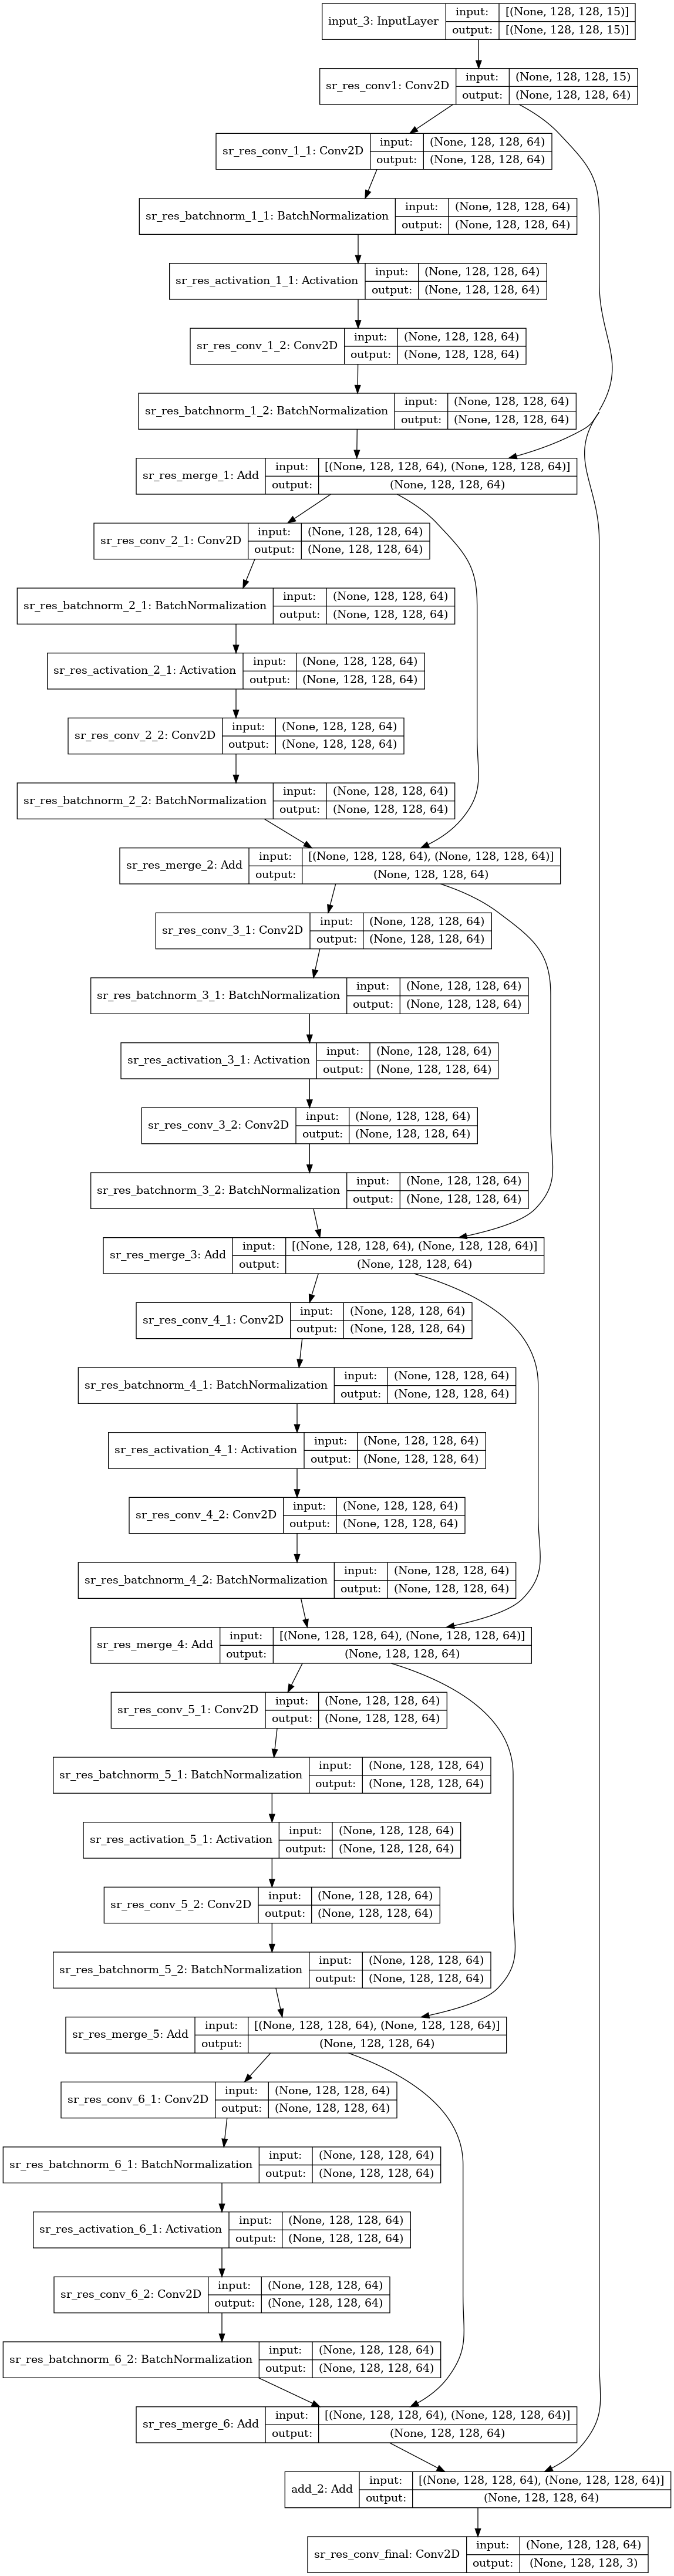 input_3: InputLayer input: [(None, 128, 128, 15)]
output: [(None, 128, 128, 15)]
sr_res_conv1: Conv2D input: (None, 128, 128, 15)
output: (None, 128, 128, 64)
sr_res_conv_1_1: Conv2D input: (None, 128, 128, 64)
output: (None, 128, 128, 64)
sr_res_batchnorm_1_1: BatchNormalization input: (None, 128, 128, 64)
output: (None, 128, 128, 64)
sr_res_activation_1_1: Activation input: (None, 128, 128, 64)
output: (None, 128, 128, 64)
sr_res_conv_1_2: Conv2D input: (None, 128, 128, 64)
output: (None, 128, 128, 64)
sr_res_batchnorm_1_2: BatchNormalization input: (None, 128, 128, 64)
output: (None, 128, 128, 64)
sr_res_merge_1: Add input: [(None, 128, 128, 64), (None, 128, 128, 64)]
output: (None, 128, 128, 64)
sr_res_conv_2_1: Conv2D input: (None, 128, 128, 64)
output: (None, 128, 128, 64)
sr_res_batchnorm_2_1: BatchNormalization input: (None, 128, 128, 64)
output: (None, 128, 128, 64)
sr_res_activation_2_1: Activation input: (None, 128, 128, 64)
output: (None, 128, 128, 64)
sr_res_conv_2_2: Conv2D input: (None, 128, 128, 64)
output: (None, 128, 128, 64)
sr_res_batchnorm_2_2: BatchNormalization input: (None, 128, 128, 64)
output: (None, 128, 128, 64)
sr_res_merge_2: Add input: [(None, 128, 128, 64), (None, 128, 128, 64)]
output: (None, 128, 128, 64)
sr_res_conv_3_1: Conv2D input: (None, 128, 128, 64)
output: (None, 128, 128, 64)
sr_res_batchnorm_3_1: BatchNormalization input: (None, 128, 128, 64)
output: (None, 128, 128, 64)
sr_res_activation_3_1: Activation input: (None, 128, 128, 64)
output: (None, 128, 128, 64)
sr_res_conv_3_2: Conv2D input: (None, 128, 128, 64)
output: (None, 128, 128, 64)
sr_res_batchnorm_3_2: BatchNormalization input: (None, 128, 128, 64)
output: (None, 128, 128, 64)
sr_res_merge_3: Add input: [(None, 128, 128, 64), (None, 128, 128, 64)]
output: (None, 128, 128, 64)
sr_res_conv_4_1: Conv2D input: (None, 128, 128, 64)
output: (None, 128, 128, 64)
sr_res_batchnorm_4_1: BatchNormalization input: (None, 128, 128, 64)
output: (None, 128, 128, 64)
sr_res_activation_4_1: Activation input: (None, 128, 128, 64)
output: (None, 128, 128, 64)
sr_res_conv_4_2: Conv2D input: (None, 128, 128, 64)
output: (None, 128, 128, 64)
sr_res_batchnorm_4_2: BatchNormalization input: (None, 128, 128, 64)
output: (None, 128, 128, 64)
sr_res_merge_4: Add input: [(None, 128, 128, 64), (None, 128, 128, 64)]
output: (None, 128, 128, 64)
sr_res_conv_5_1: Conv2D input: (None, 128, 128, 64)
output: (None, 128, 128, 64)
sr_res_batchnorm_5_1: BatchNormalization input: (None, 128, 128, 64)
output: (None, 128, 128, 64)
sr_res_activation_5_1: Activation input: (None, 128, 128, 64)
output: (None, 128, 128, 64)
sr_res_conv_5_2: Conv2D input: (None, 128, 128, 64)
output: (None, 128, 128, 64)
sr_res_batchnorm_5_2: BatchNormalization input: (None, 128, 128, 64)
output: (None, 128, 128, 64)
sr_res_merge_5: Add input: [(None, 128, 128, 64), (None, 128, 128, 64)]
output: (None, 128, 128, 64)
sr_res_conv_6_1: Conv2D input: (None, 128, 128, 64)
output: (None, 128, 128, 64)
sr_res_batchnorm_6_1: BatchNormalization input: (None, 128, 128, 64)
output: (None, 128, 128, 64)
sr_res_activation_6_1: Activation input: (None, 128, 128, 64)
output: (None, 128, 128, 64)
sr_res_conv_6_2: Conv2D input: (None, 128, 128, 64)
output: (None, 128, 128, 64)
sr_res_batchnorm_6_2: BatchNormalization input: (None, 128, 128, 64)
output: (None, 128, 128, 64)
sr_res_merge_6: Add input: [(None, 128, 128, 64), (None, 128, 128, 64)]
output: (None, 128, 128, 64)
add_2: Add input: [(None, 128, 128, 64), (None, 128, 128, 64)]
output: (None, 128, 128, 64)
sr_res_conv_final: Conv2D input: (None, 128, 128, 64)
output: (None, 128, 128, 3)